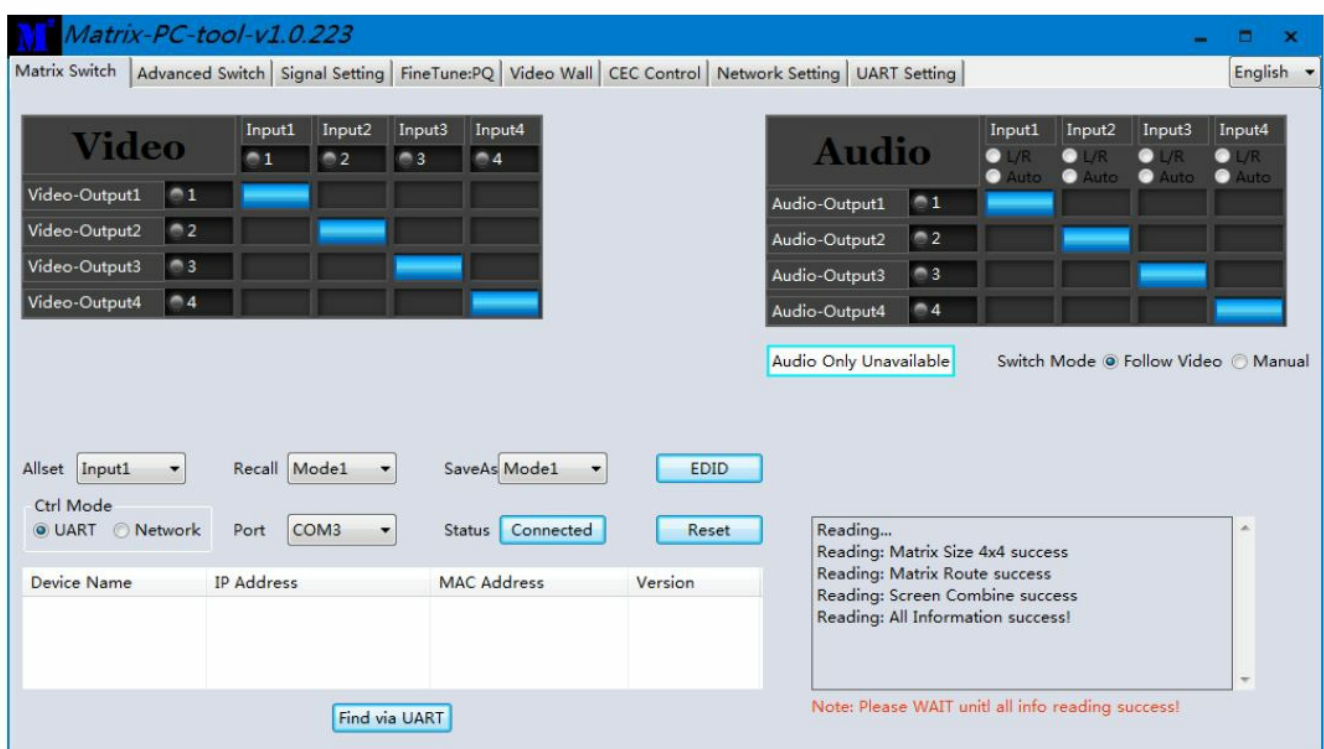 M
Matrix-PC-tool-v1.0.223
Matrix Switch Advanced Switch Signal Setting FineTune:PQ Video Wall CEC Control Network Setting UART Setting English
Video Input1 Input2 Input3 Input4
1 2 3 4
Video-Output1 1
Video-Output2 2
Video-Output3 3
Video-Output4 4
Audio Input1 Input2 Input3 Input4
L/R L/R L/R L/R
Auto Auto Auto Auto
Audio-Output1 1
Audio-Output2 2
Audio-Output3 3
Audio-Output4 4
Audio Only Unavailable Switch Mode Follow Video Manual
Allset Input1 Recall Mode1 SaveAs Mode1 EDID
Ctrl Mode
UART Network Port COM3 Status Connected Reset
Device Name IP Address MAC Address Version
Find via UART
Reading...
Reading: Matrix Size 4x4 success
Reading: Matrix Route success
Reading: Screen Combine success
Reading: All Information success!
Note: Please WAIT unitl all info reading success!